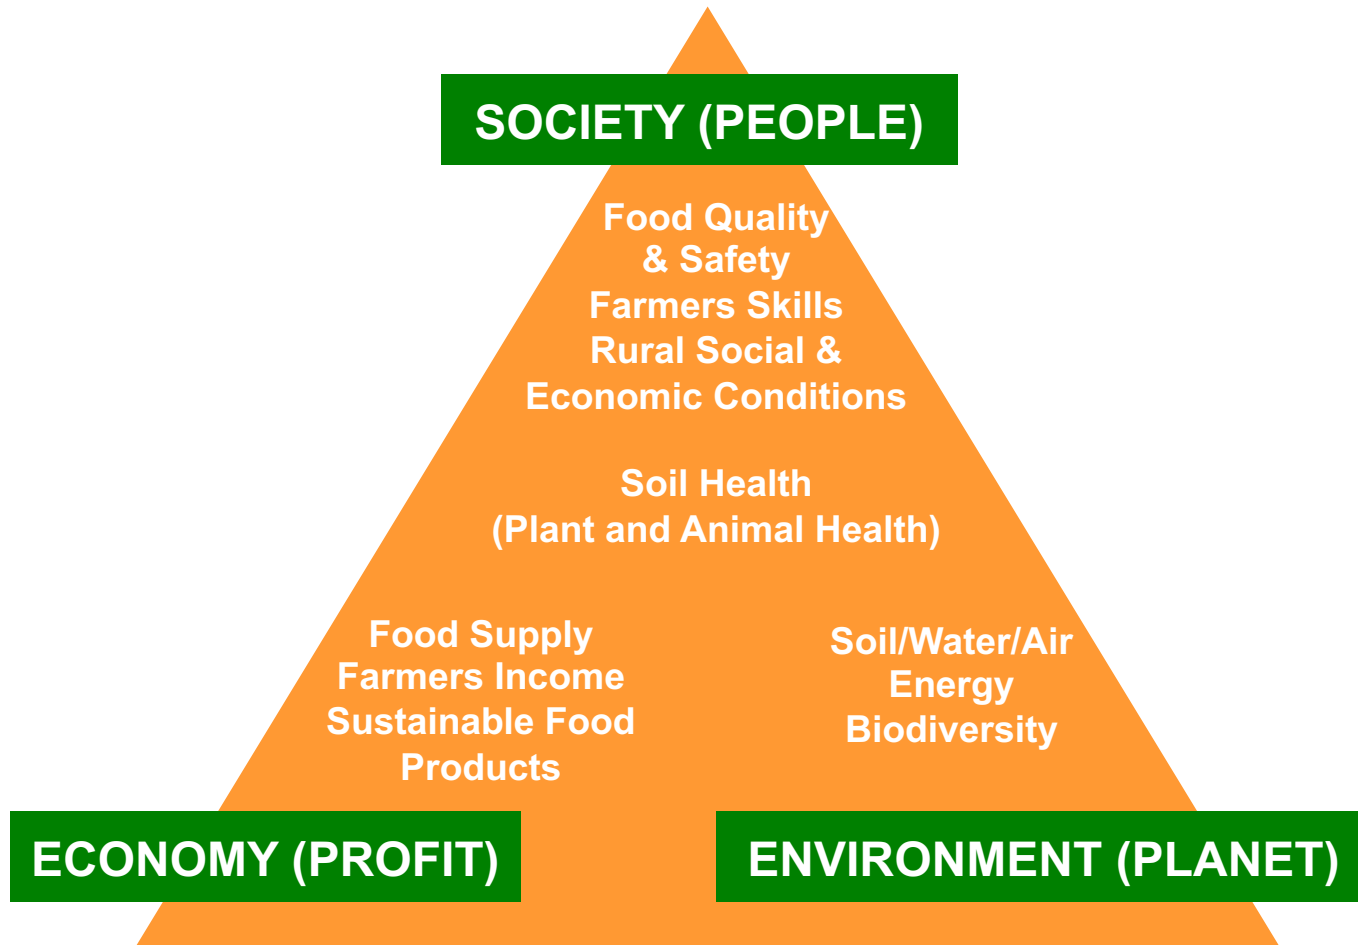 SOCIETY (PEOPLE)
Food Quality
& Safety
Farmers Skills
Rural Social &
Economic Conditions
Soil Health
(Plant and Animal Health)
Food Supply
Farmers Income
Sustainable Food
Products
Soil/Water/Air
Energy
Biodiversity
ECONOMY (PROFIT)
ENVIRONMENT (PLANET)